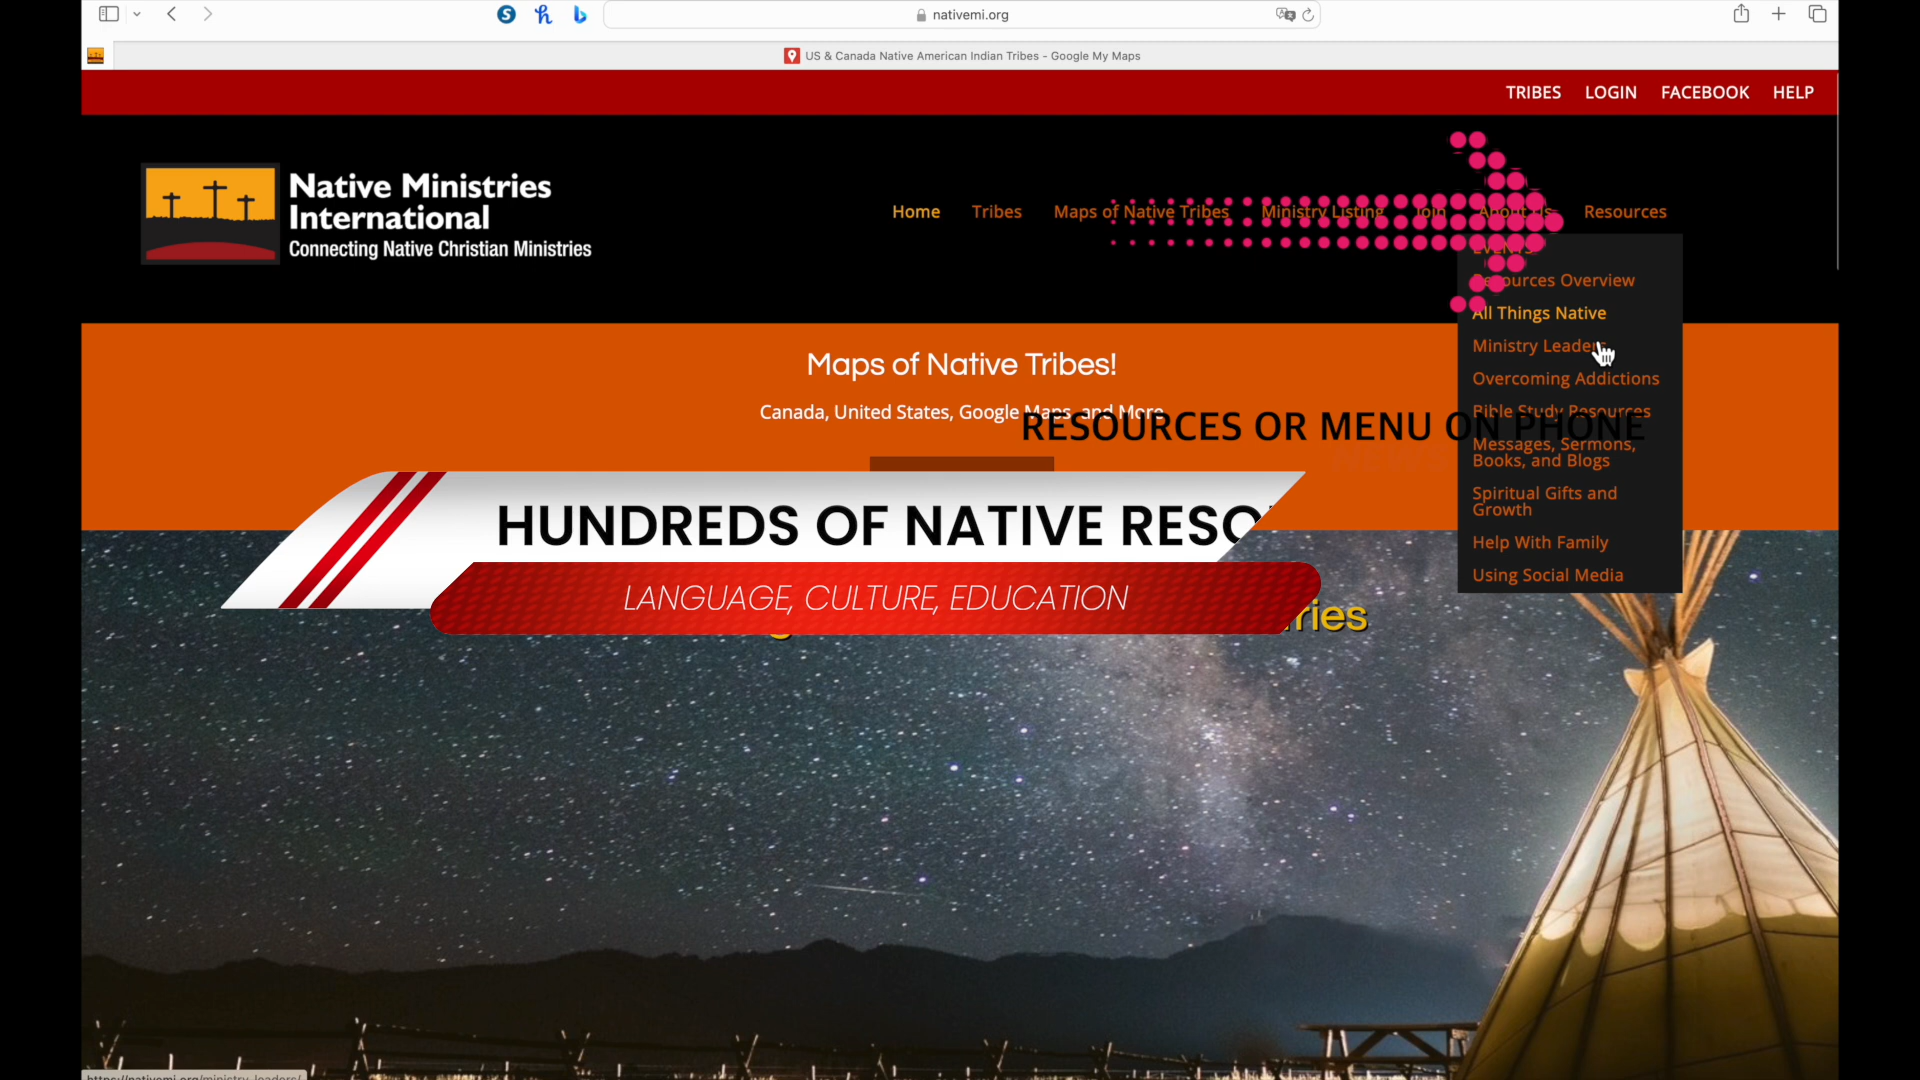 nativemi.org
US & Canada Native American Indian Tribes - Google My Maps
TRIBES LOGIN FACEBOOK HELP
Native Ministries
International
Connecting Native Christian Ministries
Home Tribes Maps of Native Tribes Ministry Listing Join About Us Resources
EVENTS
Resources Overview
All Things Native
Ministry Leaders
Overcoming Addictions
Bible Study Resources
Messages, Sermons,
Books, and Blogs
Spiritual Gifts and
Growth
Help With Family
Using Social Media
Maps of Native Tribes!
Canada, United States, Google Maps, and More
RESOURCES OR MENU ON PHONE
NEWS
HUNDREDS OF NATIVE RESO
LANGUAGE, CULTURE, EDUCATION
ries
https://nativemi.org/ministry-leaders/